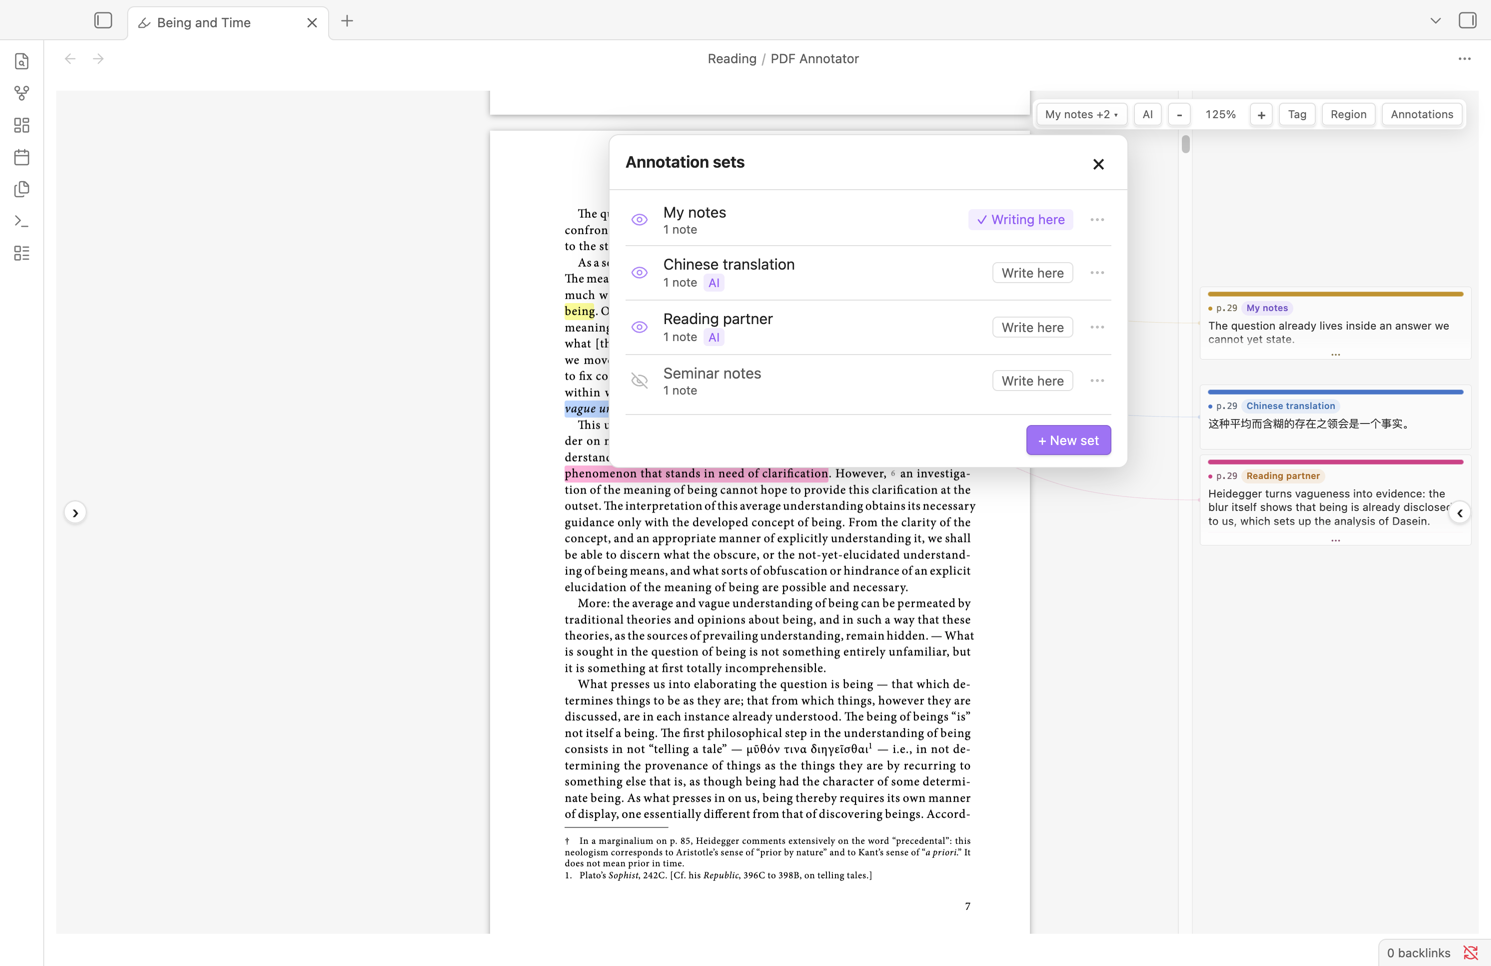 Being and Time
Reading / PDF Annotator
My notes +2
AI
-
125%
+
Tag
Region
Annotations
Annotation sets
My notes
1 note
✓ Writing here
Chinese translation
1 note AI
Write here
Reading partner
1 note AI
Write here
Seminar notes
1 note
Write here
+ New set
The
confron
to the st
As a s
The mea
much w
being. O
meaning
what [th
we mov
to fix co
within
vague
This u
der on
derstan
phenomenon that stands in need of clarification. However, 6 an investiga-
tion of the meaning of being cannot hope to provide this clarification at the
outset. The interpretation of this average understanding obtains its necessary
guidance only with the developed concept of being. From the clarity of the
concept, and an appropriate manner of explicitly understanding it, we shall
be able to discern what the obscure, or the not-yet-elucidated understand-
ing of being means, and what sorts of obfuscation or hindrance of an explicit
elucidation of the meaning of being are possible and necessary.
More: the average and vague understanding of being can be permeated by
traditional theories and opinions about being, and in such a way that these
theories, as the sources of prevailing understanding, remain hidden. — What
is sought in the question of being is not something entirely unfamiliar, but
it is something at first totally incomprehensible.
What presses us into elaborating the question is being — that which de-
termines things to be as they are; that from which things, however they are
discussed, are in each instance already understood. The being of beings “is”
not itself a being. The first philosophical step in the understanding of being
consists in not “telling a tale” — μῦθόν τινα διηγεῖσθαι1 — i.e., in not de-
termining the provenance of things as the things they are by recurring to
something else that is, as though being had the character of some determi-
nate being. As what presses in on us, being thereby requires its own manner
of display, one essentially different from that of discovering beings. Accord-
† In a marginalium on p. 85, Heidegger comments extensively on the word “precedental”: this
neologism corresponds to Aristotle’s sense of “prior by nature” and to Kant’s sense of “a priori.” It
does not mean prior in time.
1. Plato’s Sophist, 242C. [Cf. his Republic, 396C to 398B, on telling tales.]
7
p.29 My notes
The question already lives inside an answer we
cannot yet state.
...
p.29 Chinese translation
这种平均而含糊的存在之领会是一个事实。
p.29 Reading partner
Heidegger turns vagueness into evidence: the
blur itself shows that being is already disclosed
to us, which sets up the analysis of Dasein.
...
0 backlinks